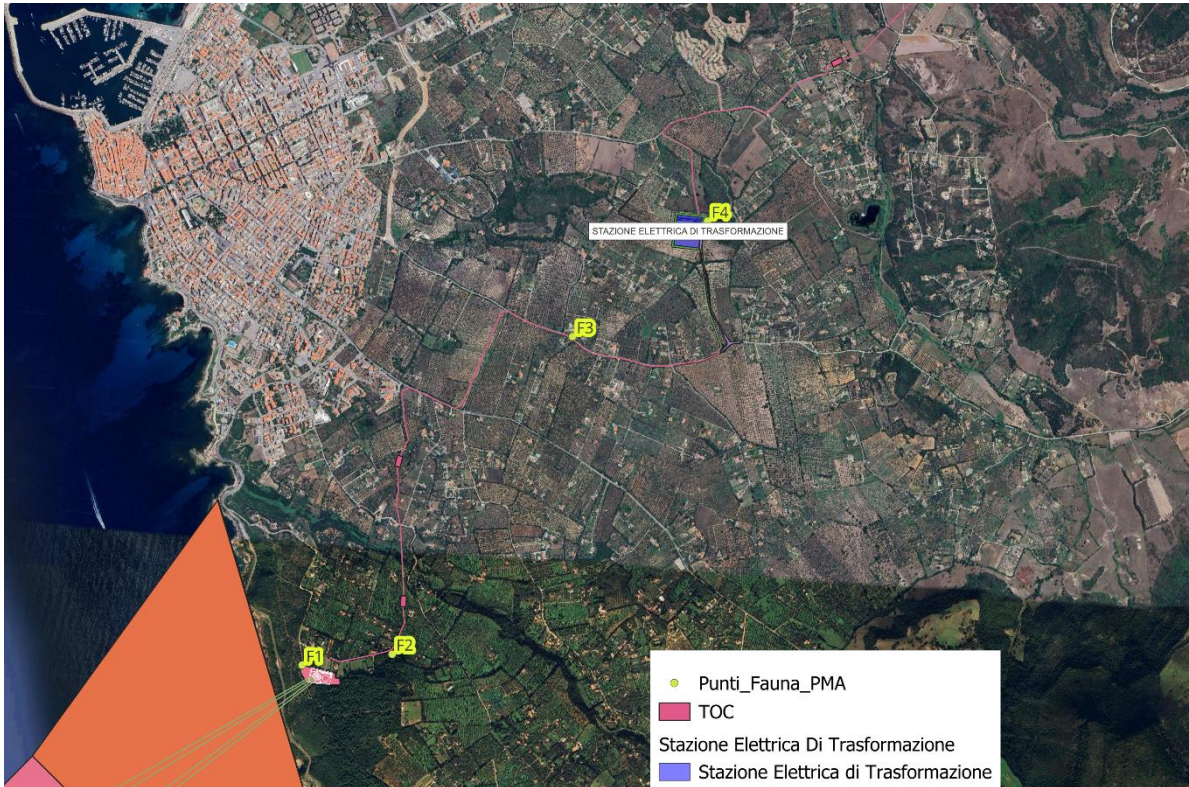 F4
STAZIONE ELETTRICA DI TRASFORMAZIONE
F3
F2
F1
Punti_Fauna_PMA
TOC
Stazione Elettrica Di Trasformazione
Stazione Elettrica di Trasformazione